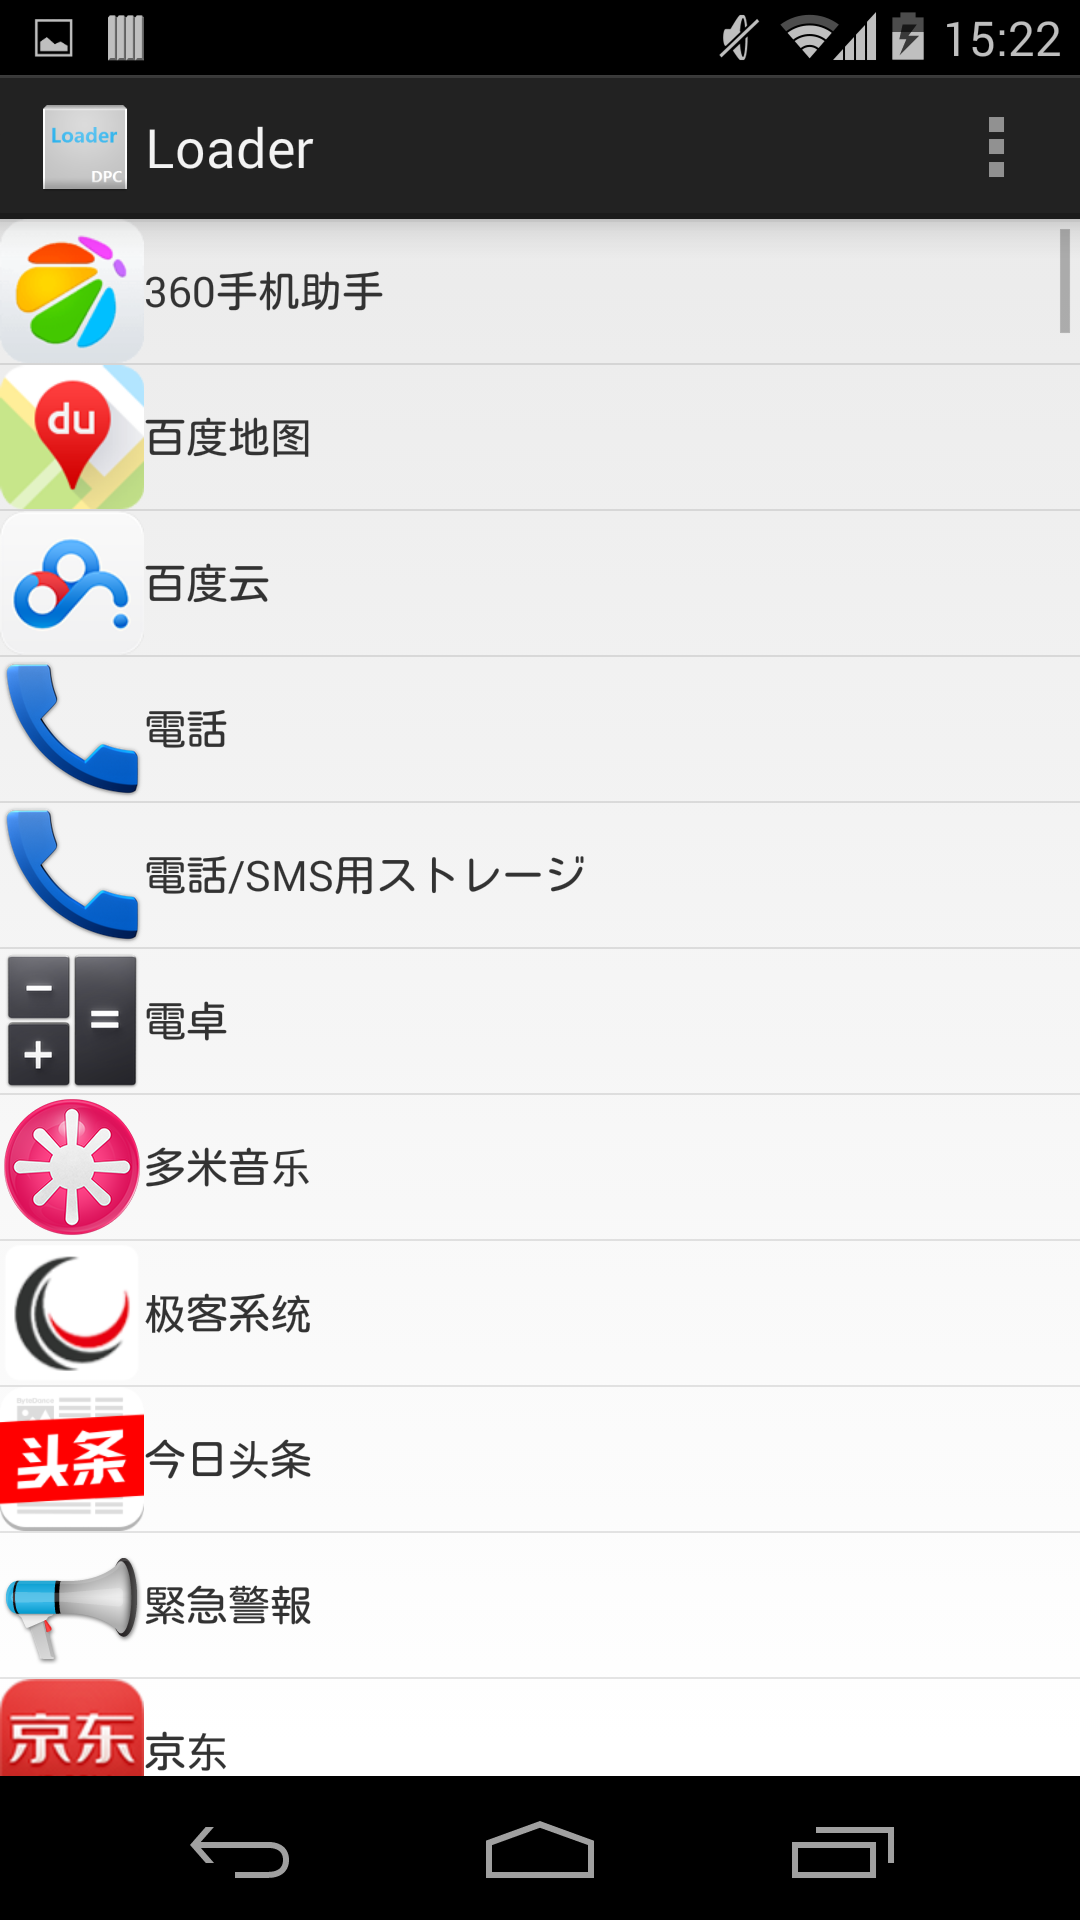 15:22
Loader
DPC
Loader
360手机助手
du
百度地图
百度云
電話
電話/SMS用ストレージ
電卓
多米音乐
极客系统
头条
今日头条
緊急警報
京东
京东